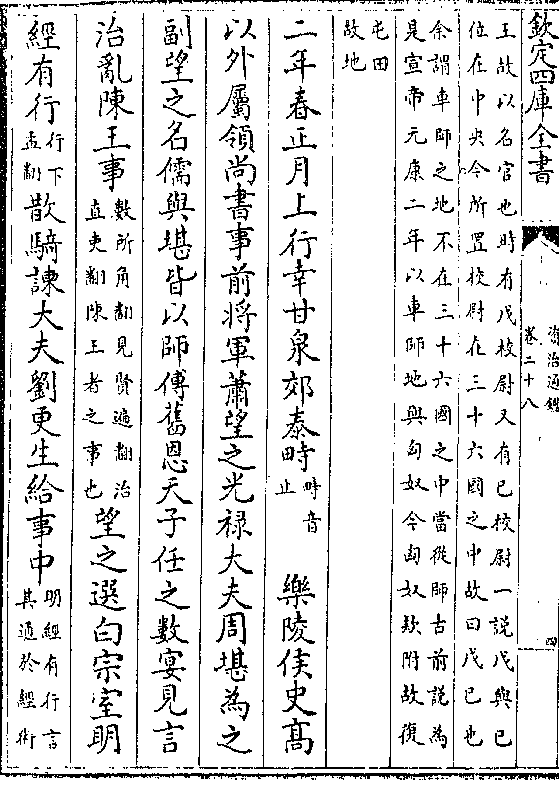 欽定四庫全書
資治通鑑
卷二十八
四
王故以名官也時有戊校尉又有巳校尉一說戊與巳
位在中央今所置校尉在三十六國之中故曰戊巳也
余謂車師之地不在三十六國之中當從師古前說為
是宣帝元康二年以車師地與匈奴今匈奴欵附故復
屯田
故地
二年春正月上行幸甘泉郊泰畤畤音止 樂陵侯史髙
以外屬領尚書事前將軍蕭望之光禄大夫周堪為之
副望之名儒與堪皆以師傅舊恩天子任之數宴見言
治亂陳王事數所角翻見賢遍翻治直吏翻陳王者之事也望之選白宗室明
經有行行下孟翻散騎諫大夫劉更生給事中明經有行言其通於經術